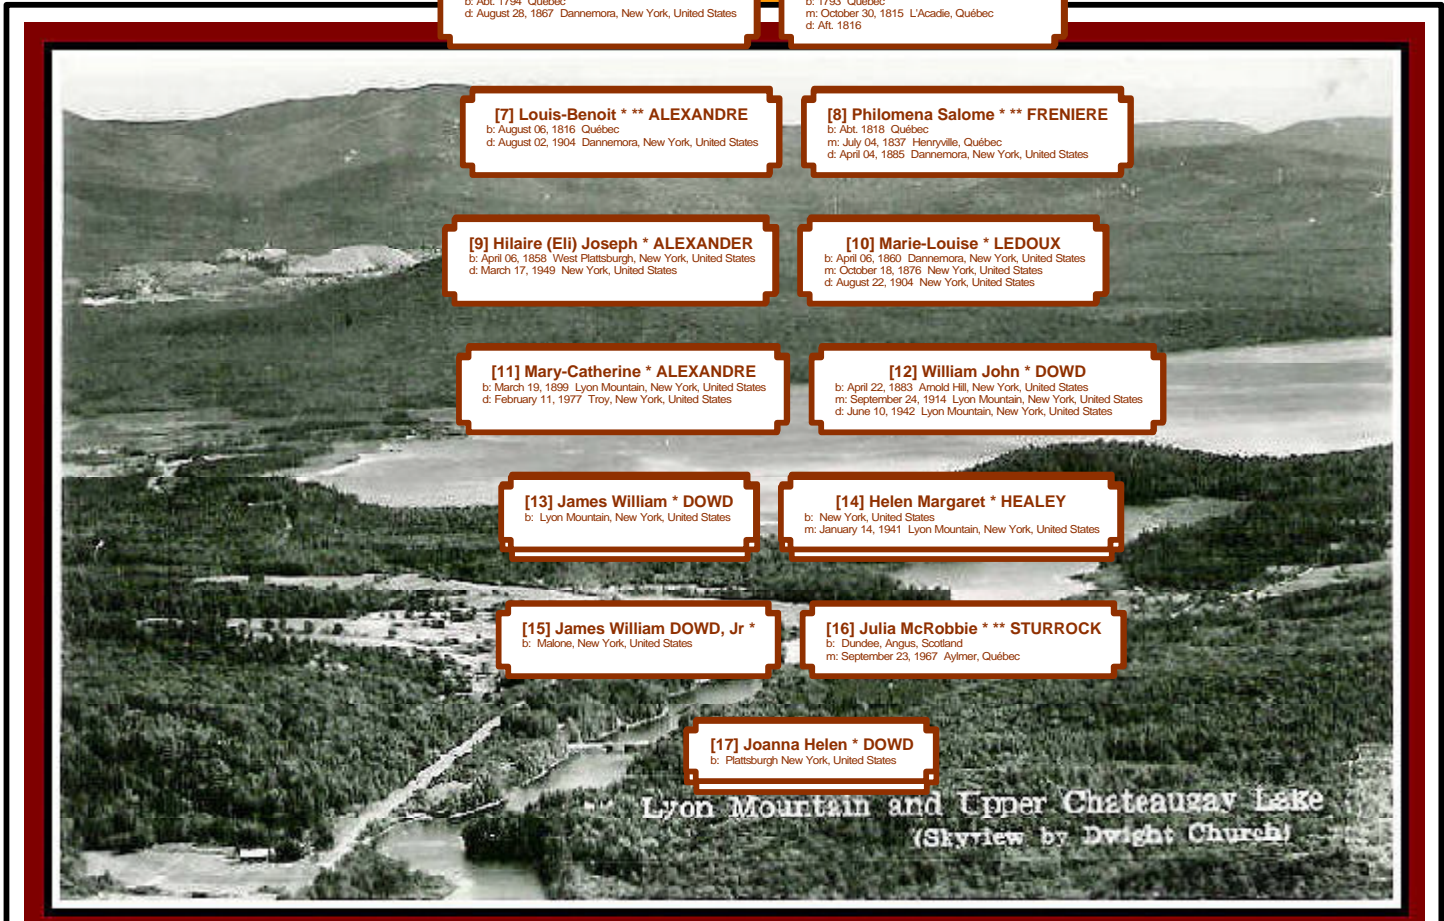 b: Abt. 1794 Québec
d: August 28, 1867 Dannemora, New York, United States
b: 1793 Québec
m: October 30, 1815 L'Acadie, Québec
d: Aft. 1816
[7] Louis-Benoit * ** ALEXANDRE
b: August 06, 1816 Québec
d: August 02, 1904 Dannemora, New York, United States
[8] Philomena Salome * ** FRENIERE
b: Abt. 1818 Québec
m: July 04, 1837 Henryville, Québec
d: April 04, 1885 Dannemora, New York, United States
[9] Hilaire (Eli) Joseph * ALEXANDER
b: April 06, 1858 West Plattsburgh, New York, United States
d: March 17, 1949 New York, United States
[10] Marie-Louise * LEDOUX
b: April 06, 1860 Dannemora, New York, United States
m: October 18, 1876 New York, United States
d: August 22, 1904 New York, United States
[11] Mary-Catherine * ALEXANDRE
b: March 19, 1899 Lyon Mountain, New York, United States
d: February 11, 1977 Troy, New York, United States
[12] William John * DOWD
b: April 22, 1883 Arnold Hill, New York, United States
m: September 24, 1914 Lyon Mountain, New York, United States
d: June 10, 1942 Lyon Mountain, New York, United States
[13] James William * DOWD
b: Lyon Mountain, New York, United States
[14] Helen Margaret * HEALEY
b: New York, United States
m: January 14, 1941 Lyon Mountain, New York, United States
[15] James William DOWD, Jr *
b: Malone, New York, United States
[16] Julia McRobbie * ** STURROCK
b: Dundee, Angus, Scotland
m: September 23, 1967 Aylmer, Québec
[17] Joanna Helen * DOWD
b: Plattsburgh New York, United States
Lyon Mountain and Upper Chateaugay Lake
(Skyview by Dwight Church)